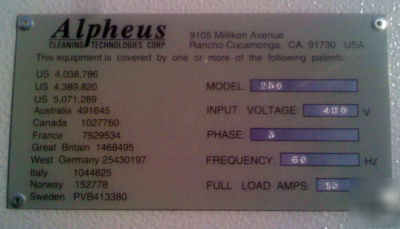 Alpheus
CLEANING TECHNOLOGIES CORP.
9105 Milliken Avenue
Rancho Cucamonga, CA. 91730 USA
This equipment is covered by one or more of the following patents
US 4,038,786
US 4,389,820
US 5,071,289
Australia 491645
Canada 1027760
France 7529534
Great Britain 1468495
West Germany 25430197
Italy 1044625
Norway 152778
Sweden PVB413380
MODEL: 250
INPUT VOLTAGE: 480 V
PHASE: 3
FREQUENCY: 60 Hz
FULL LOAD AMPS: